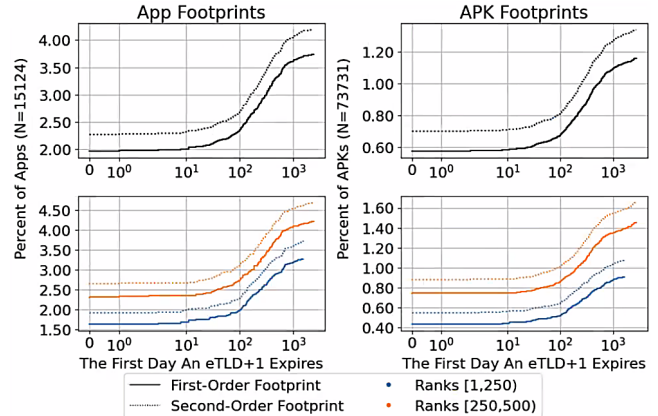 App Footprints
APK Footprints
Percent of Apps (N=15124)
4.00
3.50
3.00
2.50
2.00
0 10⁰ 10¹ 10² 10³
Percent of APKs (N=73731)
1.20
1.00
0.80
0.60
0 10⁰ 10¹ 10² 10³
4.50
4.00
3.50
3.00
2.50
2.00
1.50
0 10⁰ 10¹ 10² 10³
The First Day An eTLD+1 Expires
1.60
1.40
1.20
1.00
0.80
0.60
0.40
0 10⁰ 10¹ 10² 10³
The First Day An eTLD+1 Expires
First-Order Footprint
Second-Order Footprint
Ranks [1,250)
Ranks [250,500)